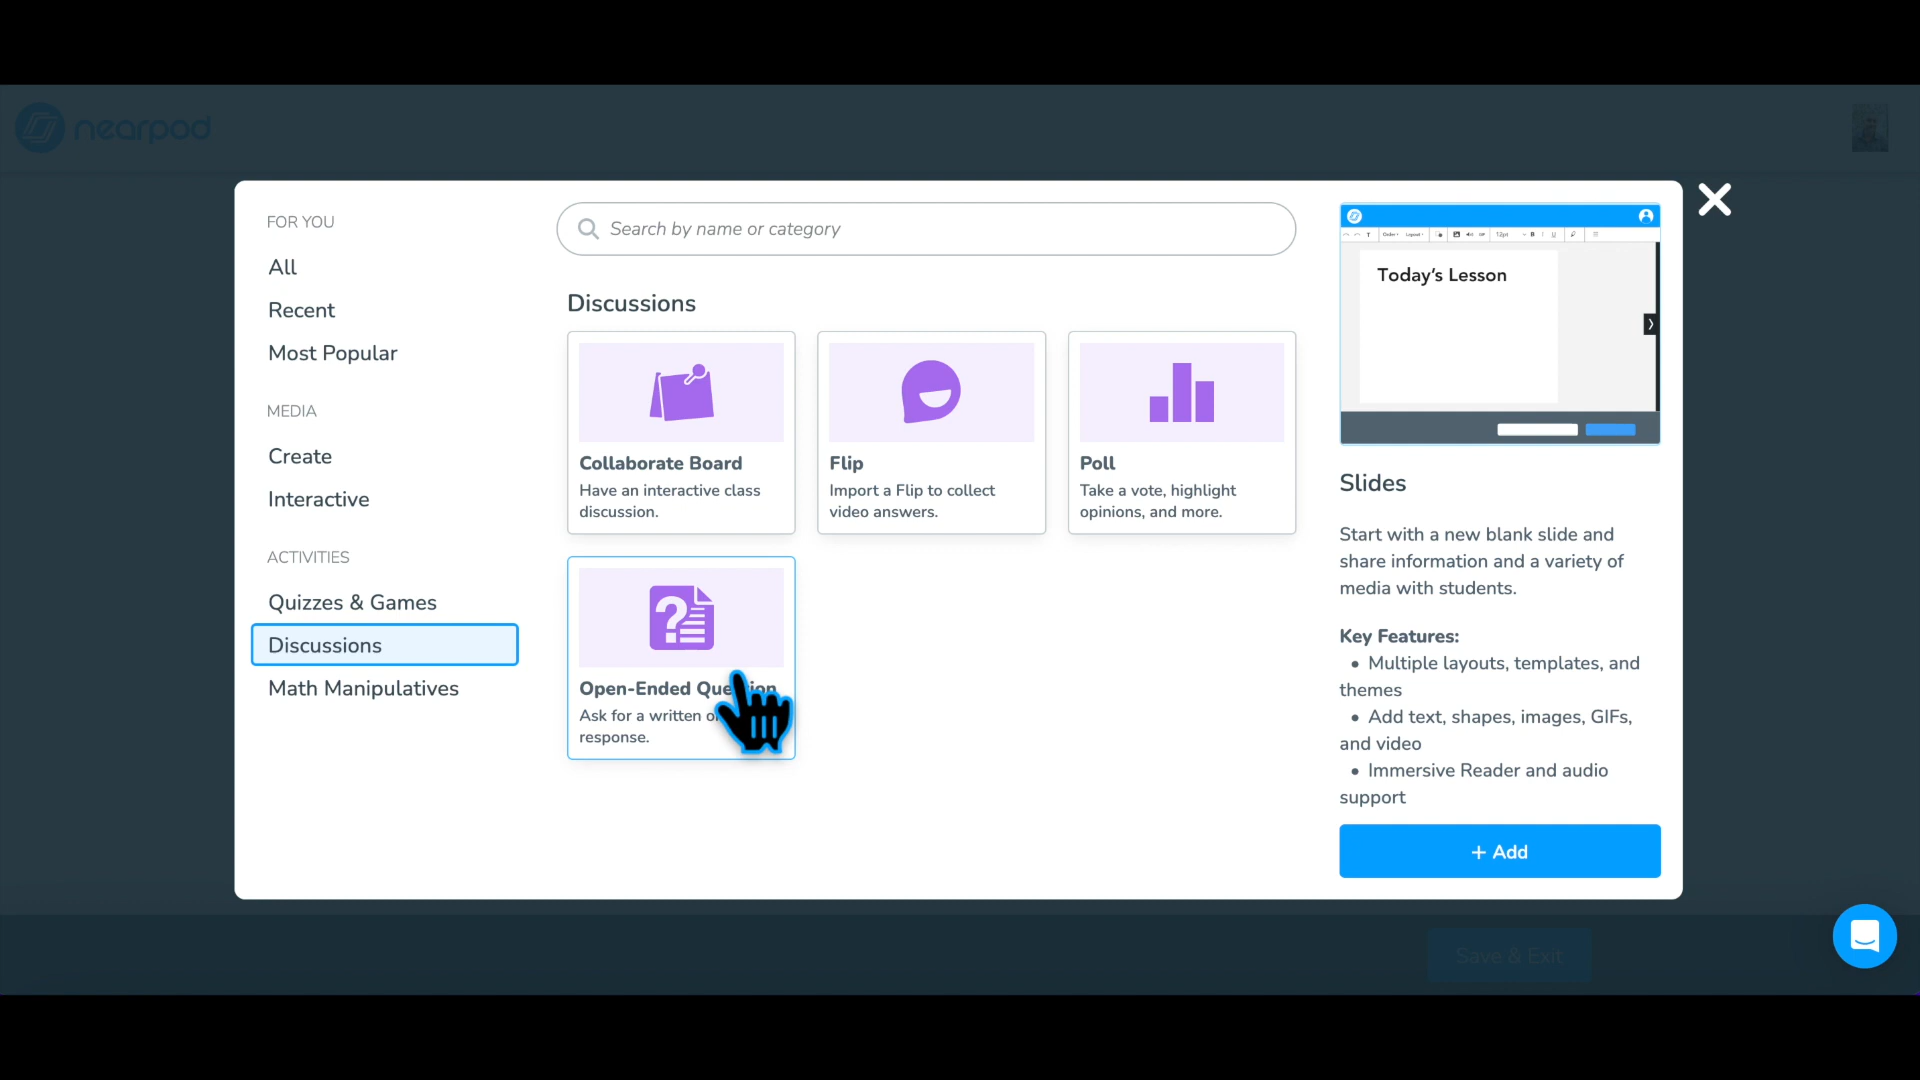 nearpod
FOR YOU
All
Recent
Most Popular
MEDIA
Create
Interactive
ACTIVITIES
Quizzes & Games
Discussions
Math Manipulatives
Search by name or category
Discussions
Collaborate Board
Have an interactive class
discussion.
Flip
Import a Flip to collect
video answers.
Poll
Take a vote, highlight
opinions, and more.
Open-Ended
Ask for a written
response.
Today's Lesson
Slides
Start with a new blank slide and
share information and a variety of
media with students.
Key Features:
• Multiple layouts, templates, and
themes
• Add text, shapes, images, GIFs,
and video
• Immersive Reader and audio
support
+ Add
Save & Exit